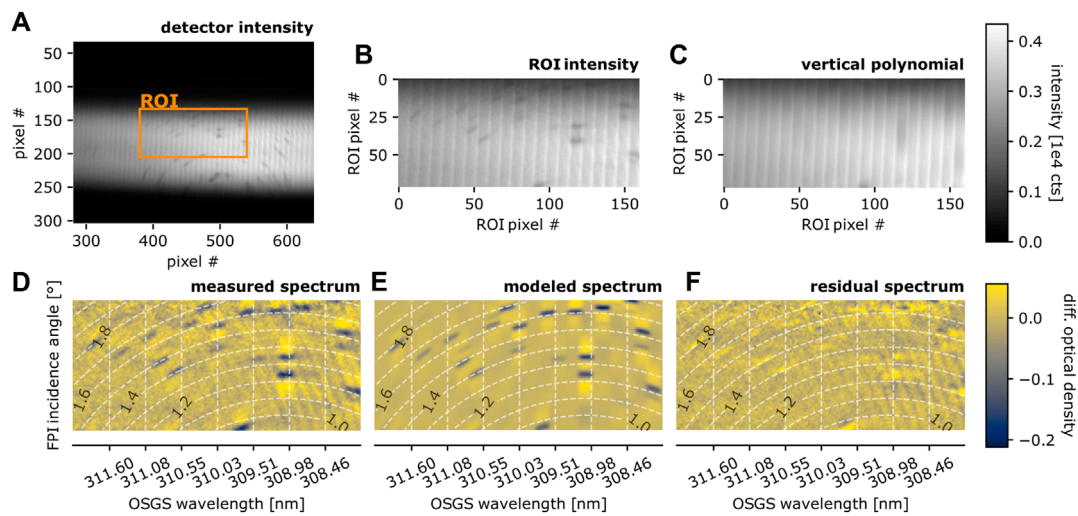 A
detector intensity
ROI
pixel #
50
100
150
200
250
300
300
400
500
600
pixel #
B
ROI intensity
ROI pixel #
0
25
50
0
50
100
150
ROI pixel #
C
vertical polynomial
ROI pixel #
0
25
50
0
50
100
150
ROI pixel #
0.4
0.3
0.2
0.1
0.0
intensity [1e4 cts]
D
measured spectrum
FPI incidence angle [°]
1.8
1.6
1.4
1.2
1.0
311.60
311.08
310.55
310.03
309.51
308.98
308.46
OSGS wavelength [nm]
E
modeled spectrum
1.8
1.6
1.4
1.2
1.0
311.60
311.08
310.55
310.03
309.51
308.98
308.46
OSGS wavelength [nm]
F
residual spectrum
1.8
1.6
1.4
1.2
1.0
311.60
311.08
310.55
310.03
309.51
308.98
308.46
OSGS wavelength [nm]
0.0
−0.1
−0.2
diff. optical density